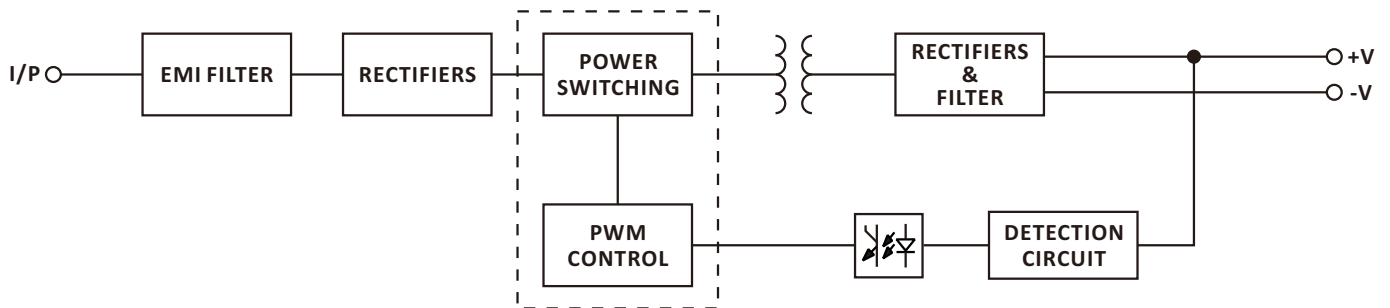 I/P
EMI FILTER
RECTIFIERS
POWER
SWITCHING
RECTIFIERS
&
FILTER
+V
-V
PWM
CONTROL
DETECTION
CIRCUIT